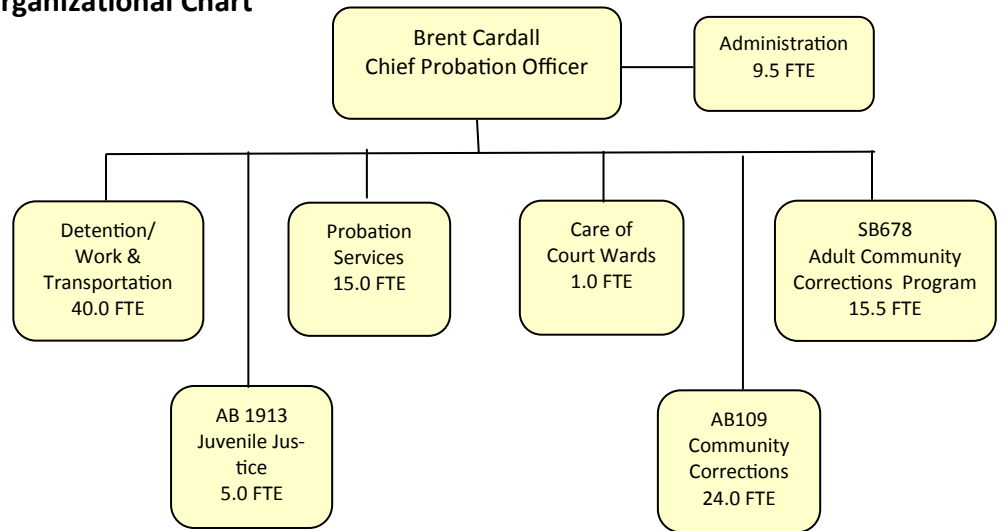 rganizational Chart
Brent Cardall
Chief Probation Officer
Administration
9.5 FTE
Detention/
Work &
Transportation
40.0 FTE
Probation
Services
15.0 FTE
Care of
Court Wards
1.0 FTE
SB678
Adult Community
Corrections Program
15.5 FTE
AB 1913
Juvenile Jus-
tice
5.0 FTE
AB109
Community
Corrections
24.0 FTE